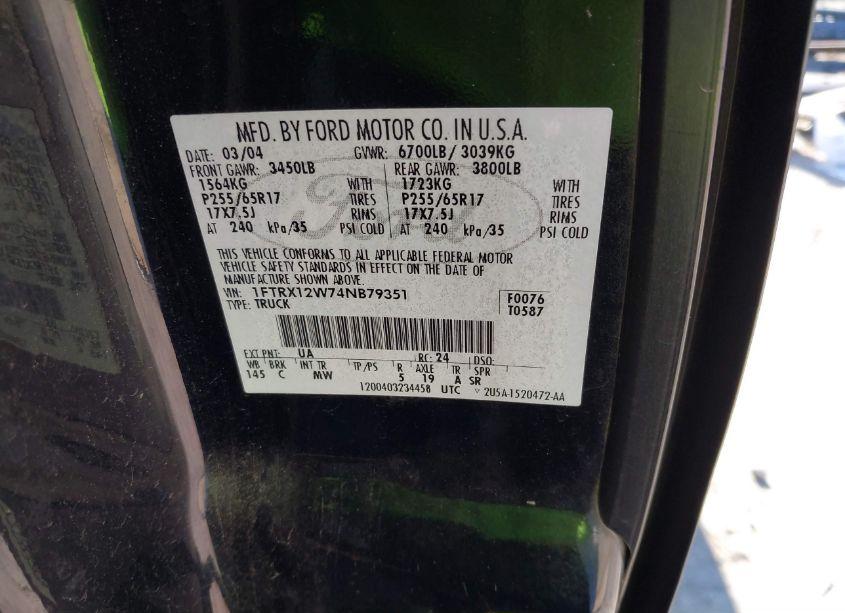 MFD. BY FORD MOTOR CO. IN U.S.A.
DATE: 03/04 GVWR: 6700LB/ 3039KG
FRONT GAWR: 3450LB REAR GAWR: 3800LB
1564KG WITH 1723KG WITH
P255/65R17 TIRES P255/65R17 TIRES
17X7.5J RIMS 17X7.5J RIMS
AT 240 kPa/35 PSI COLD AT 240 kPa/35 PSI COLD
Ford
THIS VEHICLE CONFORMS TO ALL APPLICABLE FEDERAL MOTOR
VEHICLE SAFETY STANDARDS IN EFFECT ON THE DATE OF
MANUFACTURE SHOWN ABOVE.
VIN: 1FTRX12W74NB79351 F0076
TYPE: TRUCK T0587
EXT PNT: UA RC: 24 DSO:
WB BRK INT TR TP/PS R AXLE TR SPR
145 C MW 5 19 A SR
1200403234458 UTC ▽ 2U5A-1520472-AA